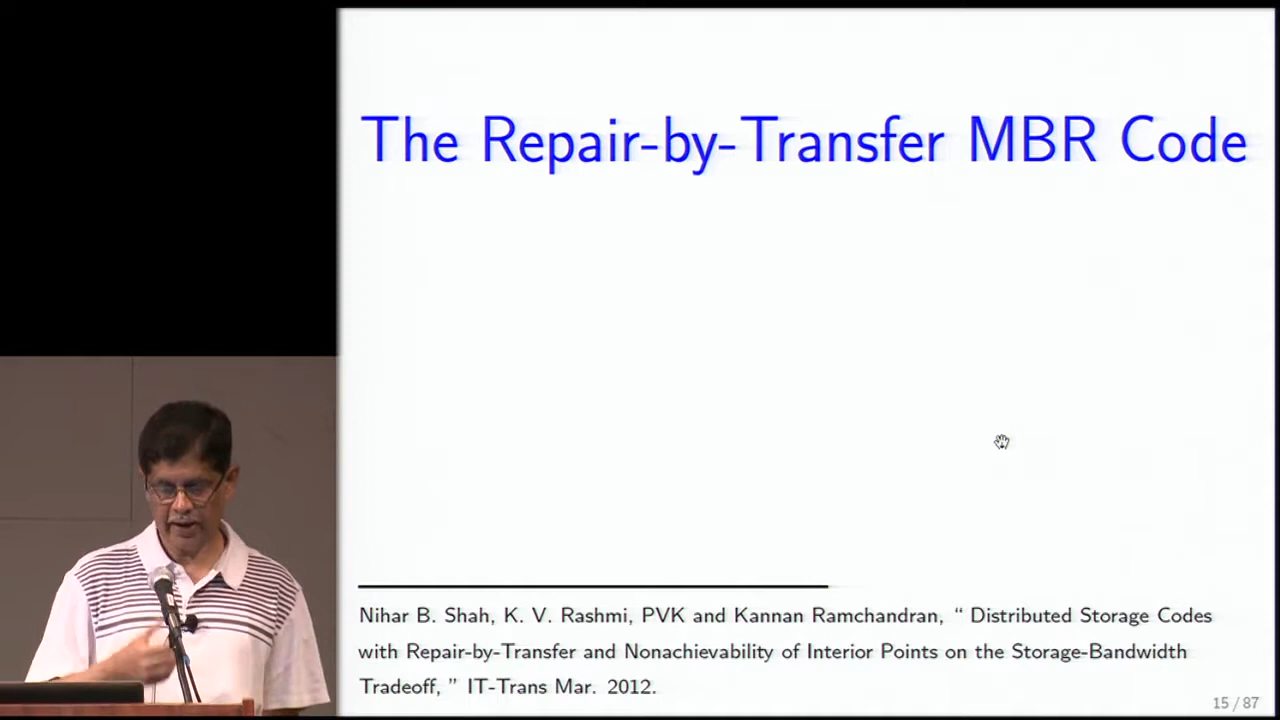 The Repair-by-Transfer MBR Code
Nihar B. Shah, K. V. Rashmi, PVK and Kannan Ramchandran, “ Distributed Storage Codes
with Repair-by-Transfer and Nonachievability of Interior Points on the Storage-Bandwidth
Tradeoff, ” IT-Trans Mar. 2012.
15 / 87